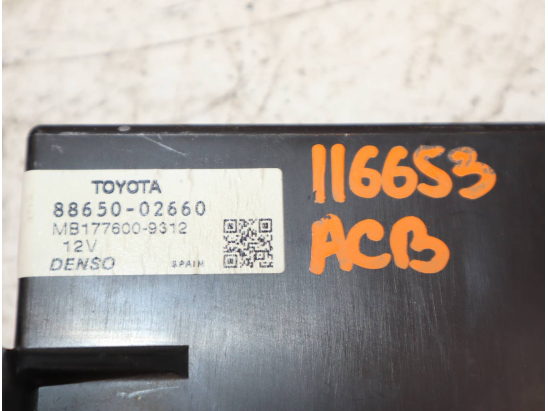 TOYOTA
88650-02660
MB177600-9312
12V
DENSO SPAIN
116653
ACB